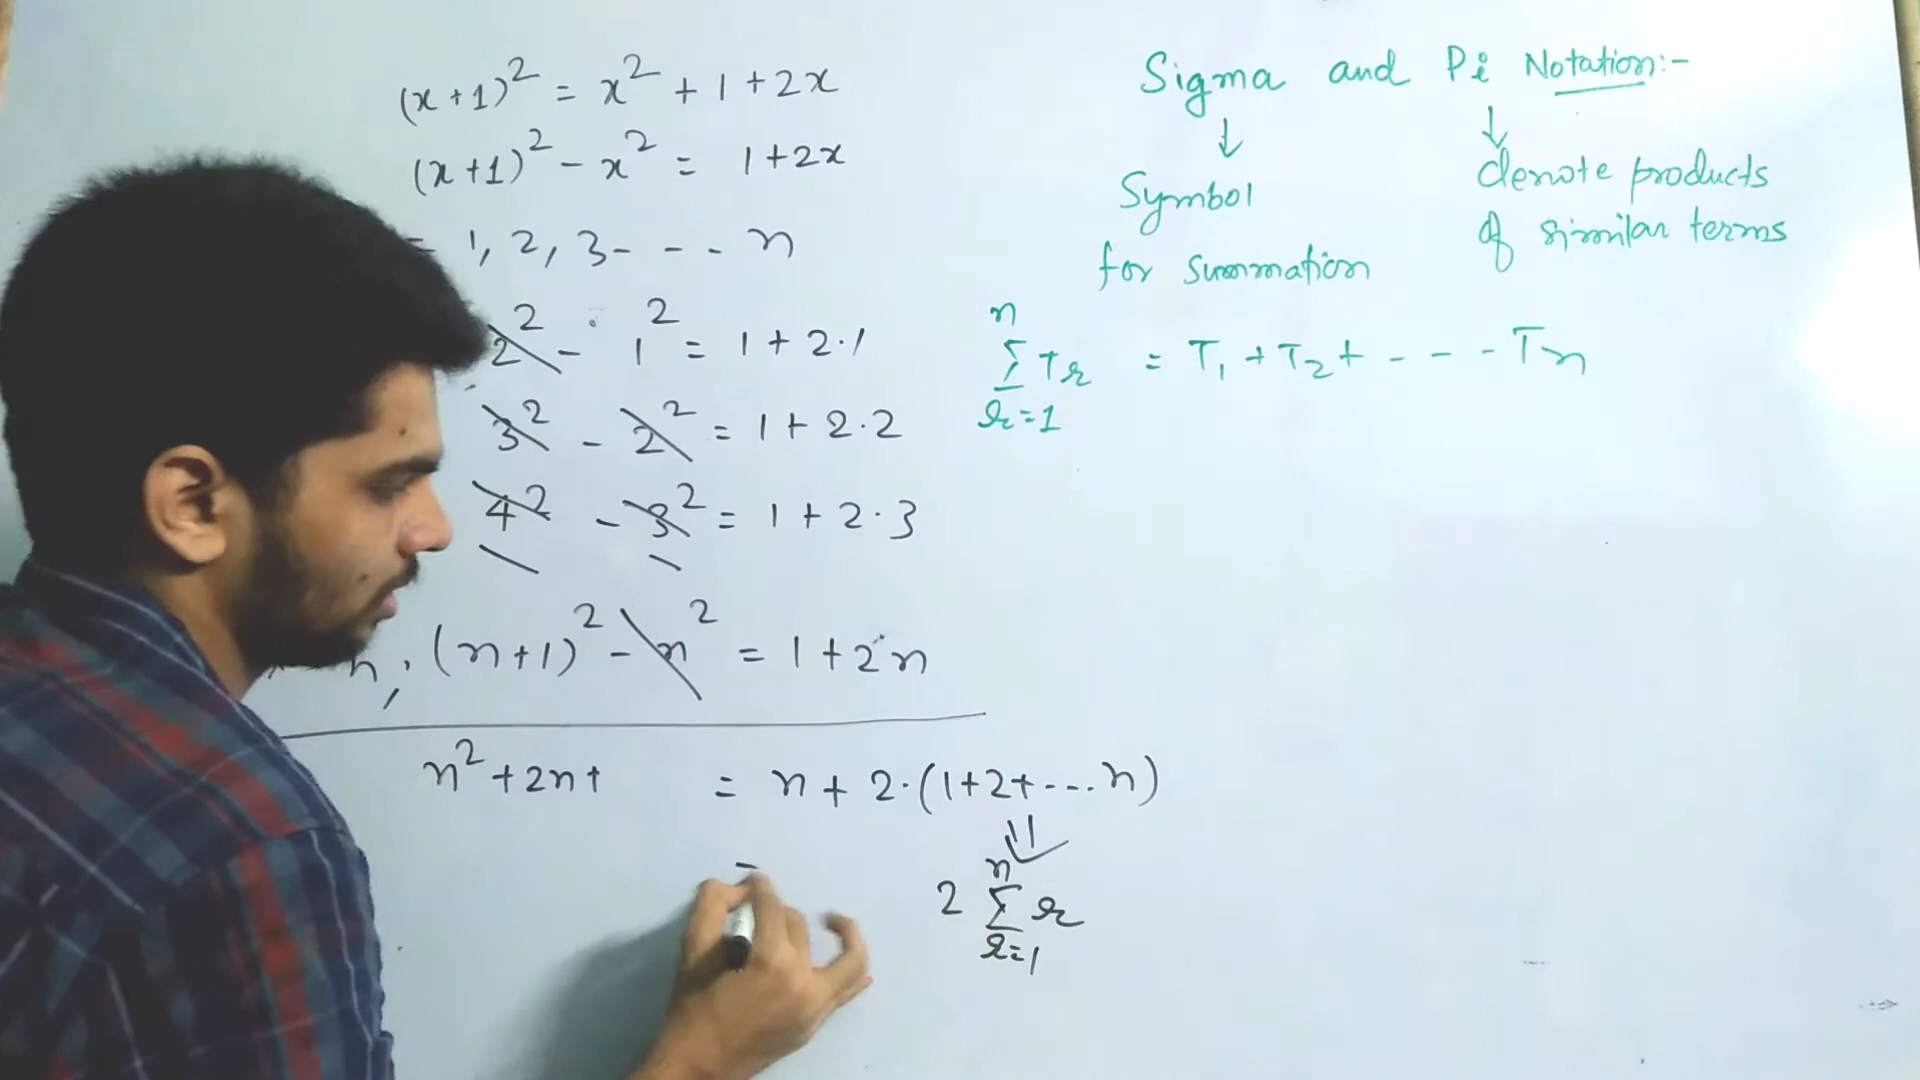 (x+1)² = x² + 1 + 2x
(x+1)² - x² = 1+2x
= 1, 2, 3- - - - n
2² - 1² = 1 + 2·1
3² - 2² = 1 + 2·2
4² - 3² = 1 + 2·3
n; (n+1)² - n² = 1+2n
n² + 2n+ = n + 2·(1+2+---n)
=
2 n Σ r r=1
Sigma and Pi Notation:-
↓ ↓
Symbol
for summation
denote products
of similar terms
n Σ Tr r=1 = T₁ + T₂ + - - - - Tn